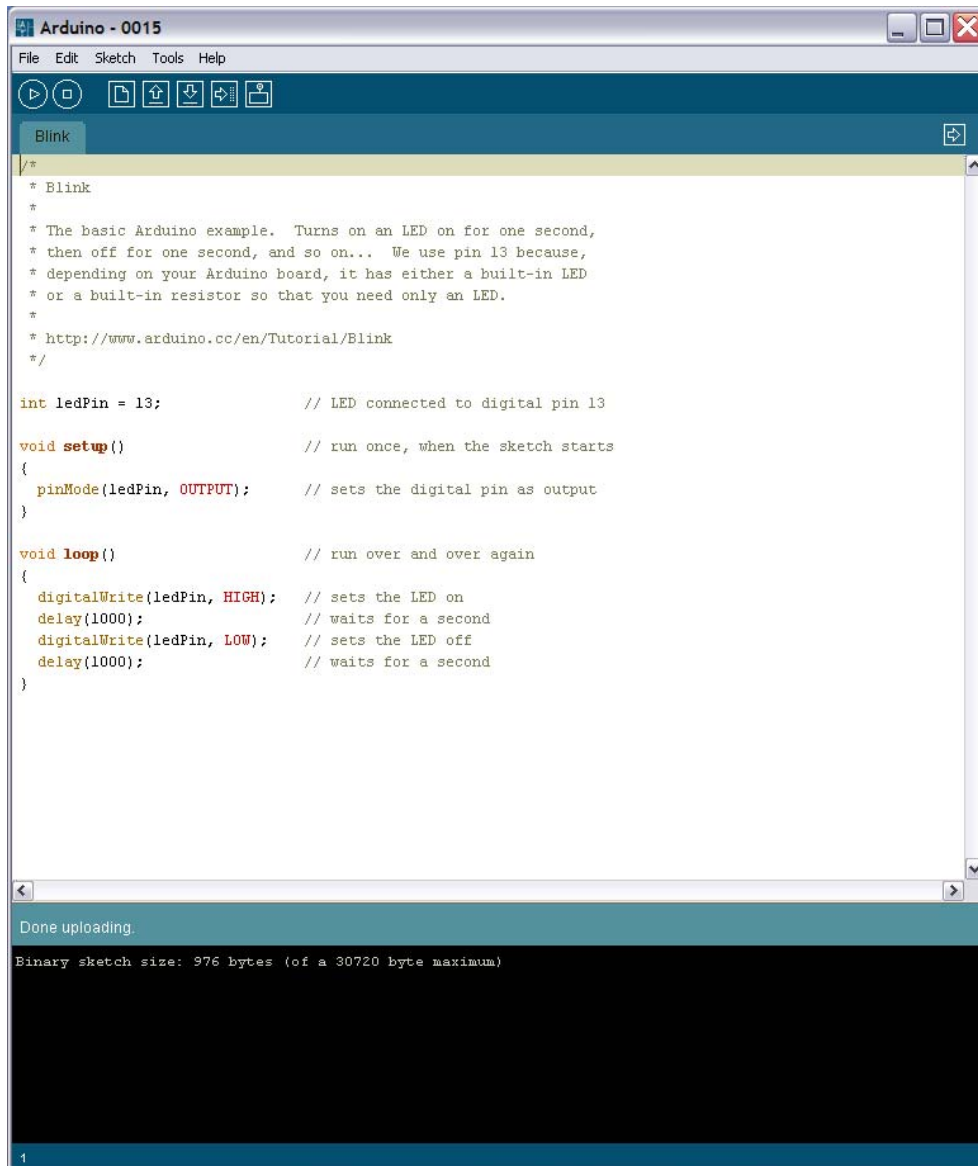 Arduino - 0015
File Edit Sketch Tools Help
Blink
/*
 * Blink
 *
 * The basic Arduino example.  Turns on an LED on for one second,
 * then off for one second, and so on...  We use pin 13 because,
 * depending on your Arduino board, it has either a built-in LED
 * or a built-in resistor so that you need only an LED.
 *
 * http://www.arduino.cc/en/Tutorial/Blink
 */
int ledPin = 13;                // LED connected to digital pin 13
void setup()                    // run once, when the sketch starts
{
  pinMode(ledPin, OUTPUT);      // sets the digital pin as output
}
void loop()                     // run over and over again
{
  digitalWrite(ledPin, HIGH);   // sets the LED on
  delay(1000);                  // waits for a second
  digitalWrite(ledPin, LOW);    // sets the LED off
  delay(1000);                  // waits for a second
}
Done uploading.
Binary sketch size: 976 bytes (of a 30720 byte maximum)
1